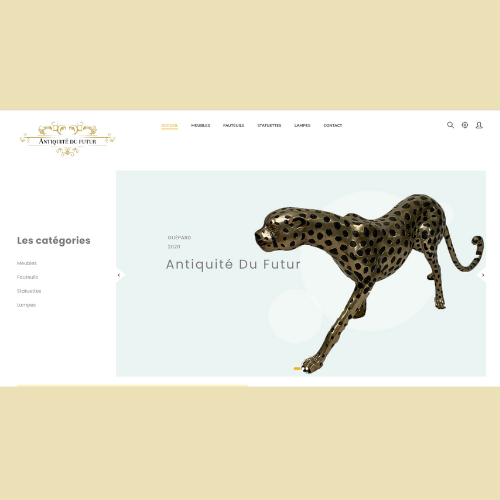 ANTIQUITÉ DU FUTUR
ACCUEIL
MEUBLES
FAUTEUILS
STATUETTES
LAMPES
CONTACT
Les catégories
Meubles
Fauteuils
Statuettes
Lampes
GUÉPARD
2020
Antiquité Du Futur